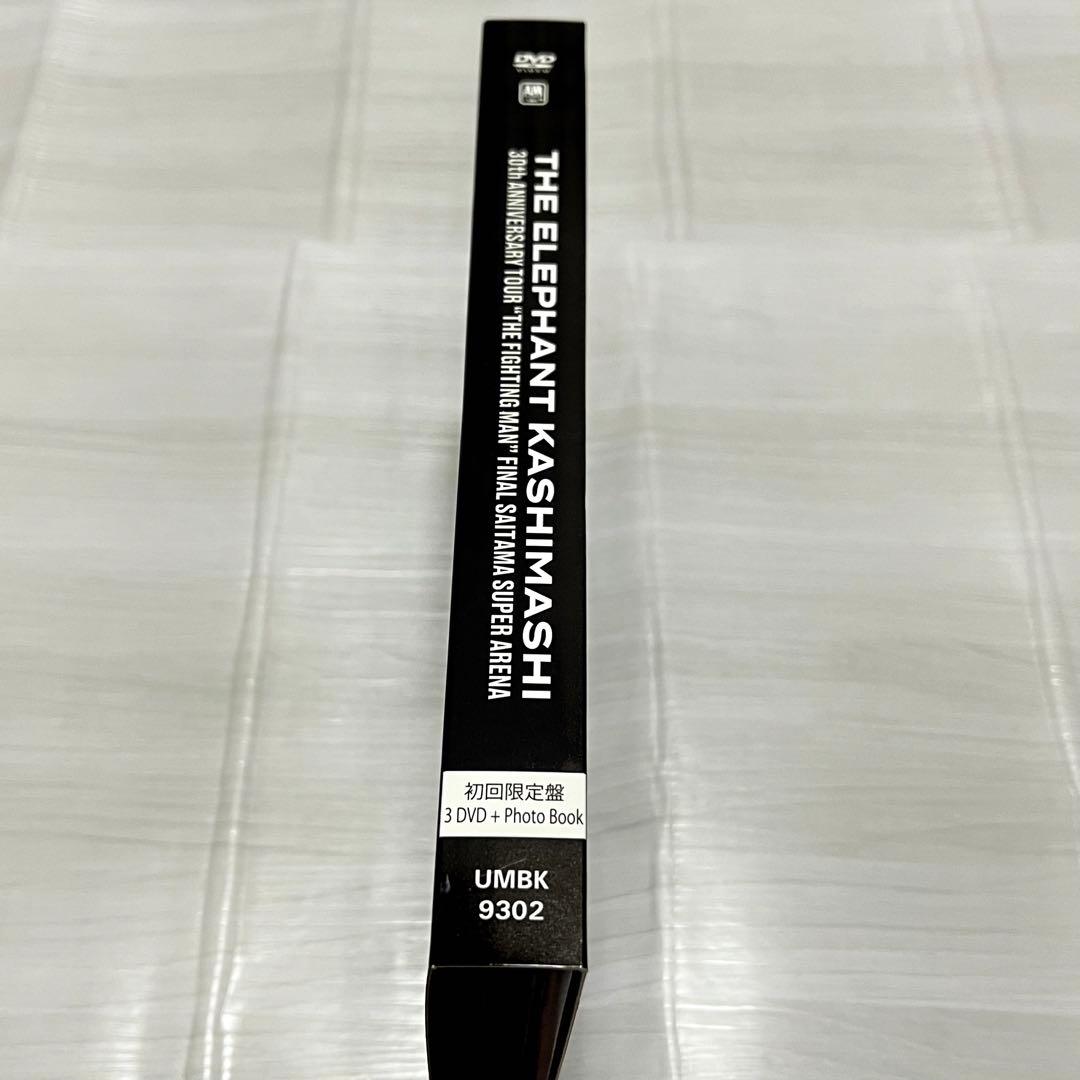 DVD
VIDEO
A&M
THE ELEPHANT KASHIMASHI
30th ANNIVERSARY TOUR “THE FIGHTING MAN” FINAL SAITAMA SUPER ARENA
初回限定盤
3 DVD + Photo Book
UMBK
9302